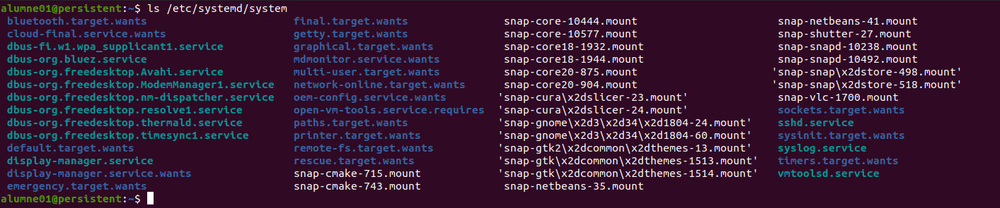 alumne01@persistent:~$ ls /etc/systemd/system
bluetooth.target.wants final.target.wants snap-core-10444.mount snap-netbeans-41.mount
cloud-final.service.wants getty.target.wants snap-core-10577.mount snap-shutter-27.mount
dbus-fi.w1.wpa_supplicant1.service graphical.target.wants snap-core18-1932.mount snap-snapd-10238.mount
dbus-org.bluez.service mdmonitor.service.wants snap-core18-1944.mount snap-snapd-10492.mount
dbus-org.freedesktop.Avahi.service multi-user.target.wants snap-core20-875.mount 'snap-snap\x2dstore-498.mount'
dbus-org.freedesktop.ModemManager1.service network-online.target.wants snap-core20-904.mount 'snap-snap\x2dstore-518.mount'
dbus-org.freedesktop.nm-dispatcher.service oem-config.service.wants 'snap-cura\x2dslicer-23.mount' snap-vlc-1700.mount
dbus-org.freedesktop.resolve1.service open-vm-tools.service.requires 'snap-cura\x2dslicer-24.mount' sockets.target.wants
dbus-org.freedesktop.thermald.service paths.target.wants 'snap-gnome\x2d3\x2d34\x2d1804-24.mount' sshd.service
dbus-org.freedesktop.timesync1.service printer.target.wants 'snap-gnome\x2d3\x2d34\x2d1804-60.mount' sysinit.target.wants
default.target.wants remote-fs.target.wants 'snap-gtk2\x2dcommon\x2dthemes-13.mount' syslog.service
display-manager.service rescue.target.wants 'snap-gtk\x2dcommon\x2dthemes-1513.mount' timers.target.wants
display-manager.service.wants snap-cmake-715.mount 'snap-gtk\x2dcommon\x2dthemes-1514.mount' vmtoolsd.service
emergency.target.wants snap-cmake-743.mount snap-netbeans-35.mount
alumne01@persistent:~$